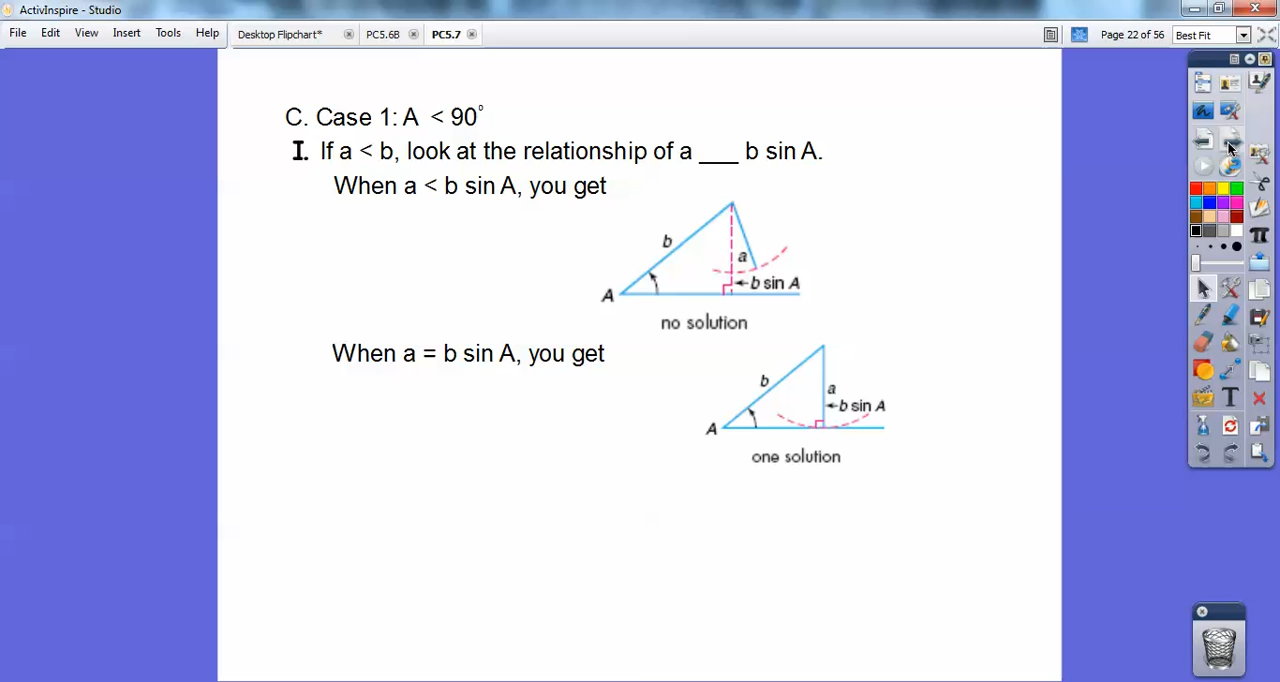 ActivInspire - Studio
File Edit View Insert Tools Help Desktop Flipchart* PC5.6B PC5.7 Page 22 of 56 Best Fit
C. Case 1: A < 90°
I. If a < b, look at the relationship of a ___ b sin A.
When a < b sin A, you get
b
a
b sin A
A
no solution
When a = b sin A, you get
b
a
b sin A
A
one solution